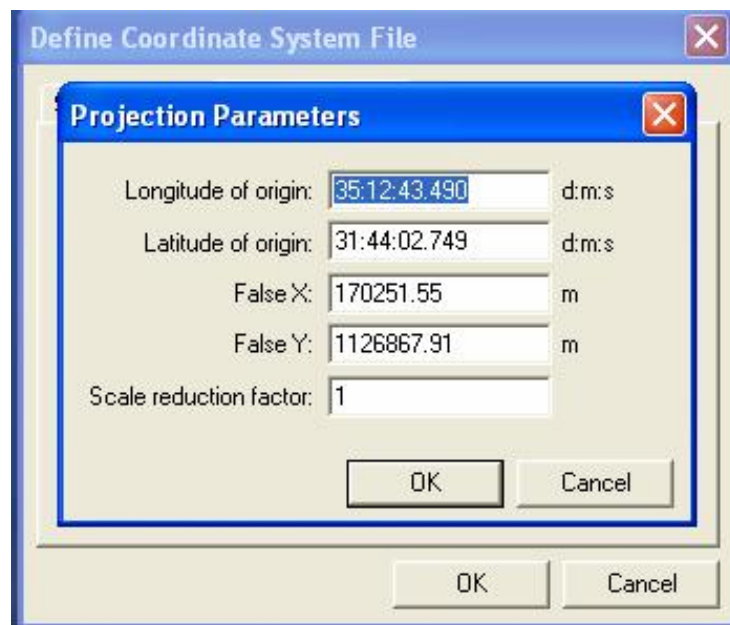 Define Coordinate System File
Projection Parameters
Longitude of origin: 35:12:43.490 d:m:s
Latitude of origin: 31:44:02.749 d:m:s
False X: 170251.55 m
False Y: 1126867.91 m
Scale reduction factor: 1
OK Cancel
OK Cancel